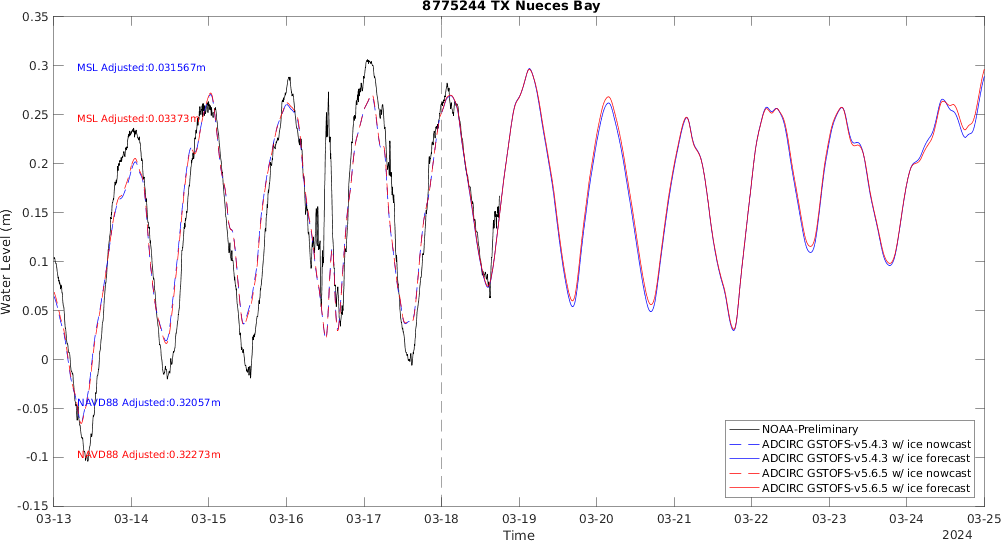 8775244 TX Nueces Bay
0.35
0.3
0.25
0.2
0.15
0.1
0.05
0
-0.05
-0.1
-0.15
Water Level (m)
MSL Adjusted:0.031567m
MSL Adjusted:0.03373m
NAVD88 Adjusted:0.32057m
NAVD88 Adjusted:0.32273m
NOAA-Preliminary
ADCIRC GSTOFS-v5.4.3 w/ ice nowcast
ADCIRC GSTOFS-v5.4.3 w/ ice forecast
ADCIRC GSTOFS-v5.6.5 w/ ice nowcast
ADCIRC GSTOFS-v5.6.5 w/ ice forecast
03-13 03-14 03-15 03-16 03-17 03-18 03-19 03-20 03-21 03-22 03-23 03-24 03-25
Time
2024